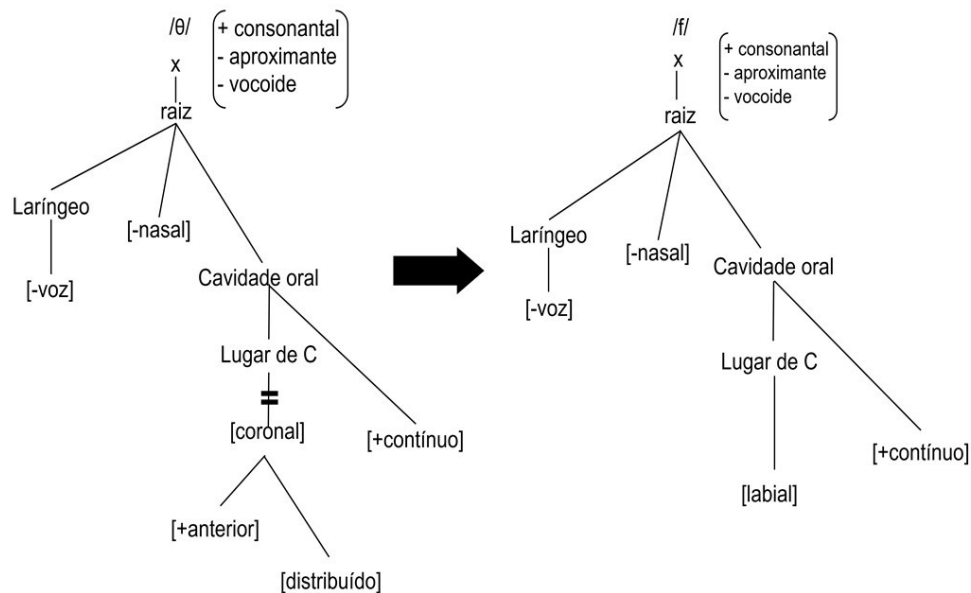 /θ/
+ consonantal
- aproximante
- vocoide
x
raiz
Laríngeo
[-nasal]
[-voz]
Cavidade oral
Lugar de C
[coronal]
[+contínuo]
[+anterior]
[distribuído]
/f/
+ consonantal
- aproximante
- vocoide
x
raiz
Laríngeo
[-nasal]
[-voz]
Cavidade oral
Lugar de C
[+contínuo]
[labial]